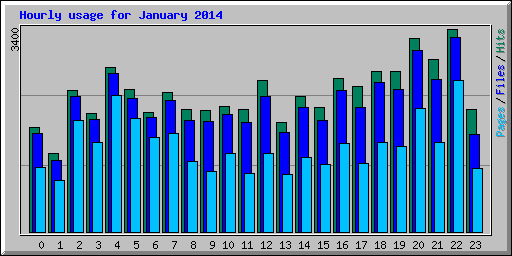 Hourly usage for January 2014
3400
Pages / Files / Hits
0 1 2 3 4 5 6 7 8 9 10 11 12 13 14 15 16 17 18 19 20 21 22 23